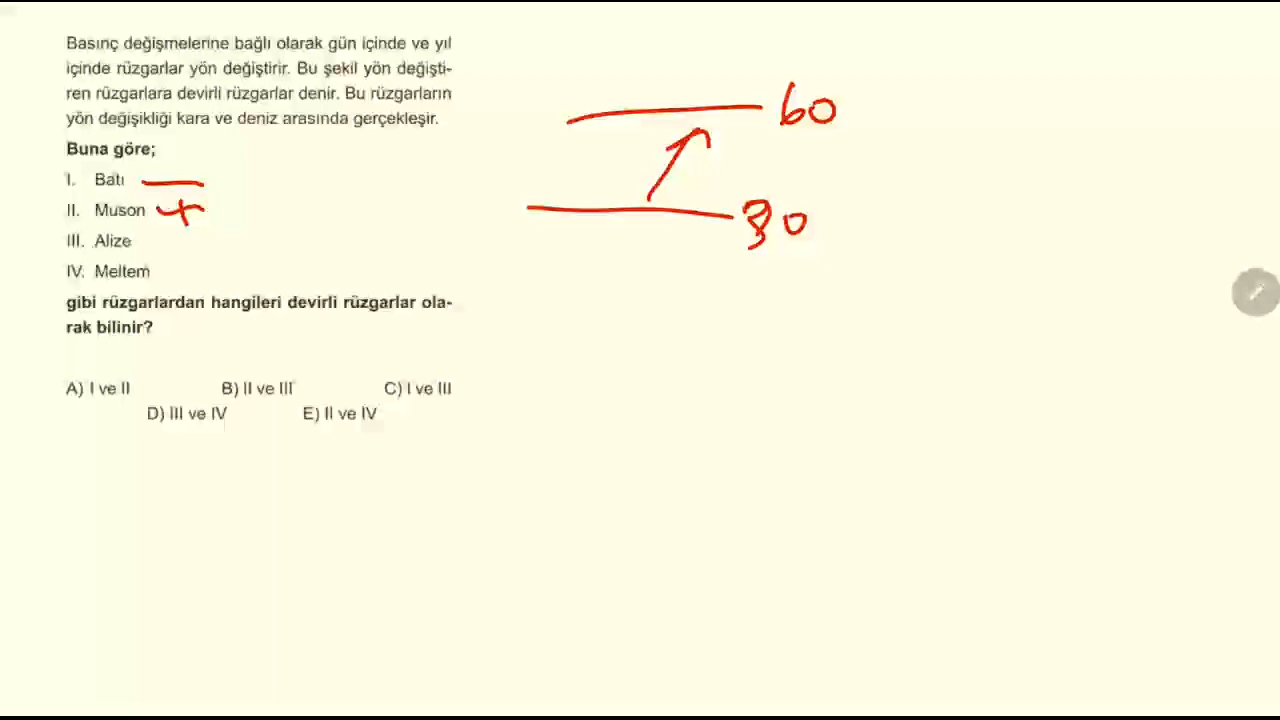 Basınç değişmelerine bağlı olarak gün içinde ve yıl
içinde rüzgarlar yön değiştirir. Bu şekil yön değişti-
ren rüzgarlara devirli rüzgarlar denir. Bu rüzgarların
yön değişikliği kara ve deniz arasında gerçekleşir.
Buna göre;
I. Batı
II. Muson +
III. Alize
IV. Meltem
gibi rüzgarlardan hangileri devirli rüzgarlar ola-
rak bilinir?
A) I ve II B) II ve III C) I ve III
D) III ve IV E) II ve IV
60
30